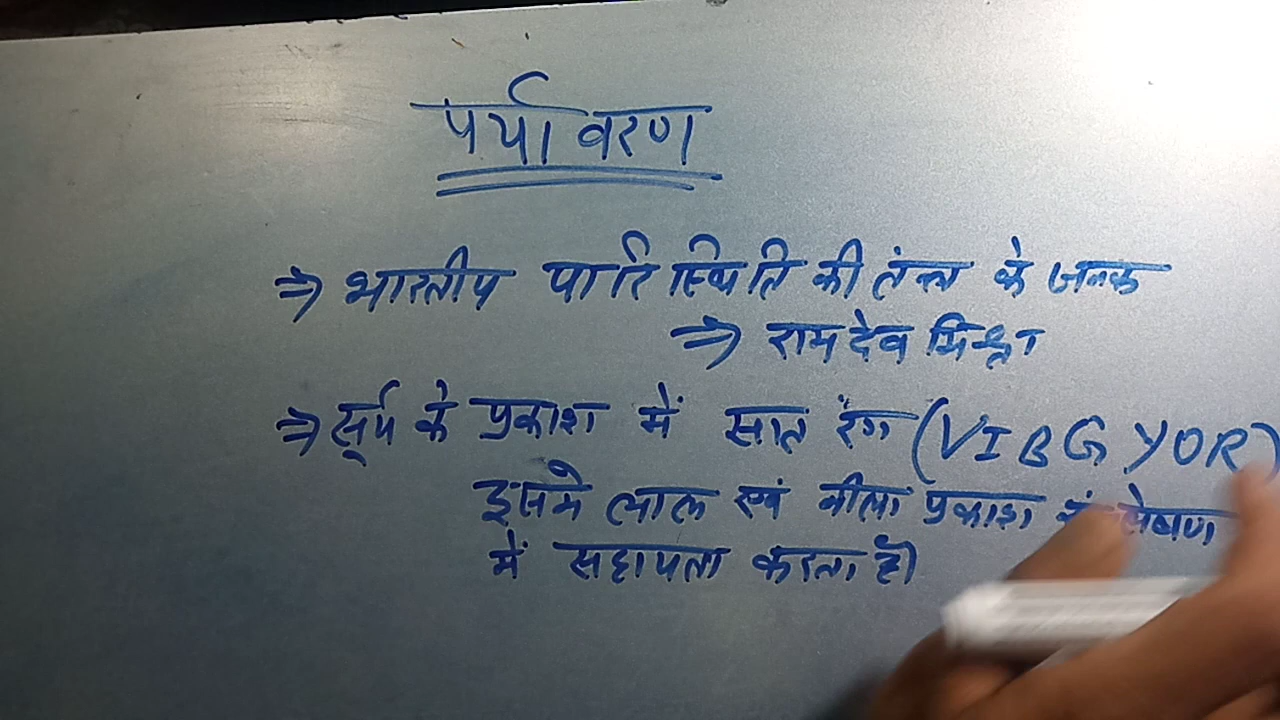 पर्यावरण
⇒ भारतीय पारिस्थिति की तंत्र के जनक
⇒ रामदेव मिश्रा
⇒ सूर्य के प्रकाश में सात रंग (VIBGYOR)
इसमे लाल एवं नीला प्रकाश
में सहायता करता है।